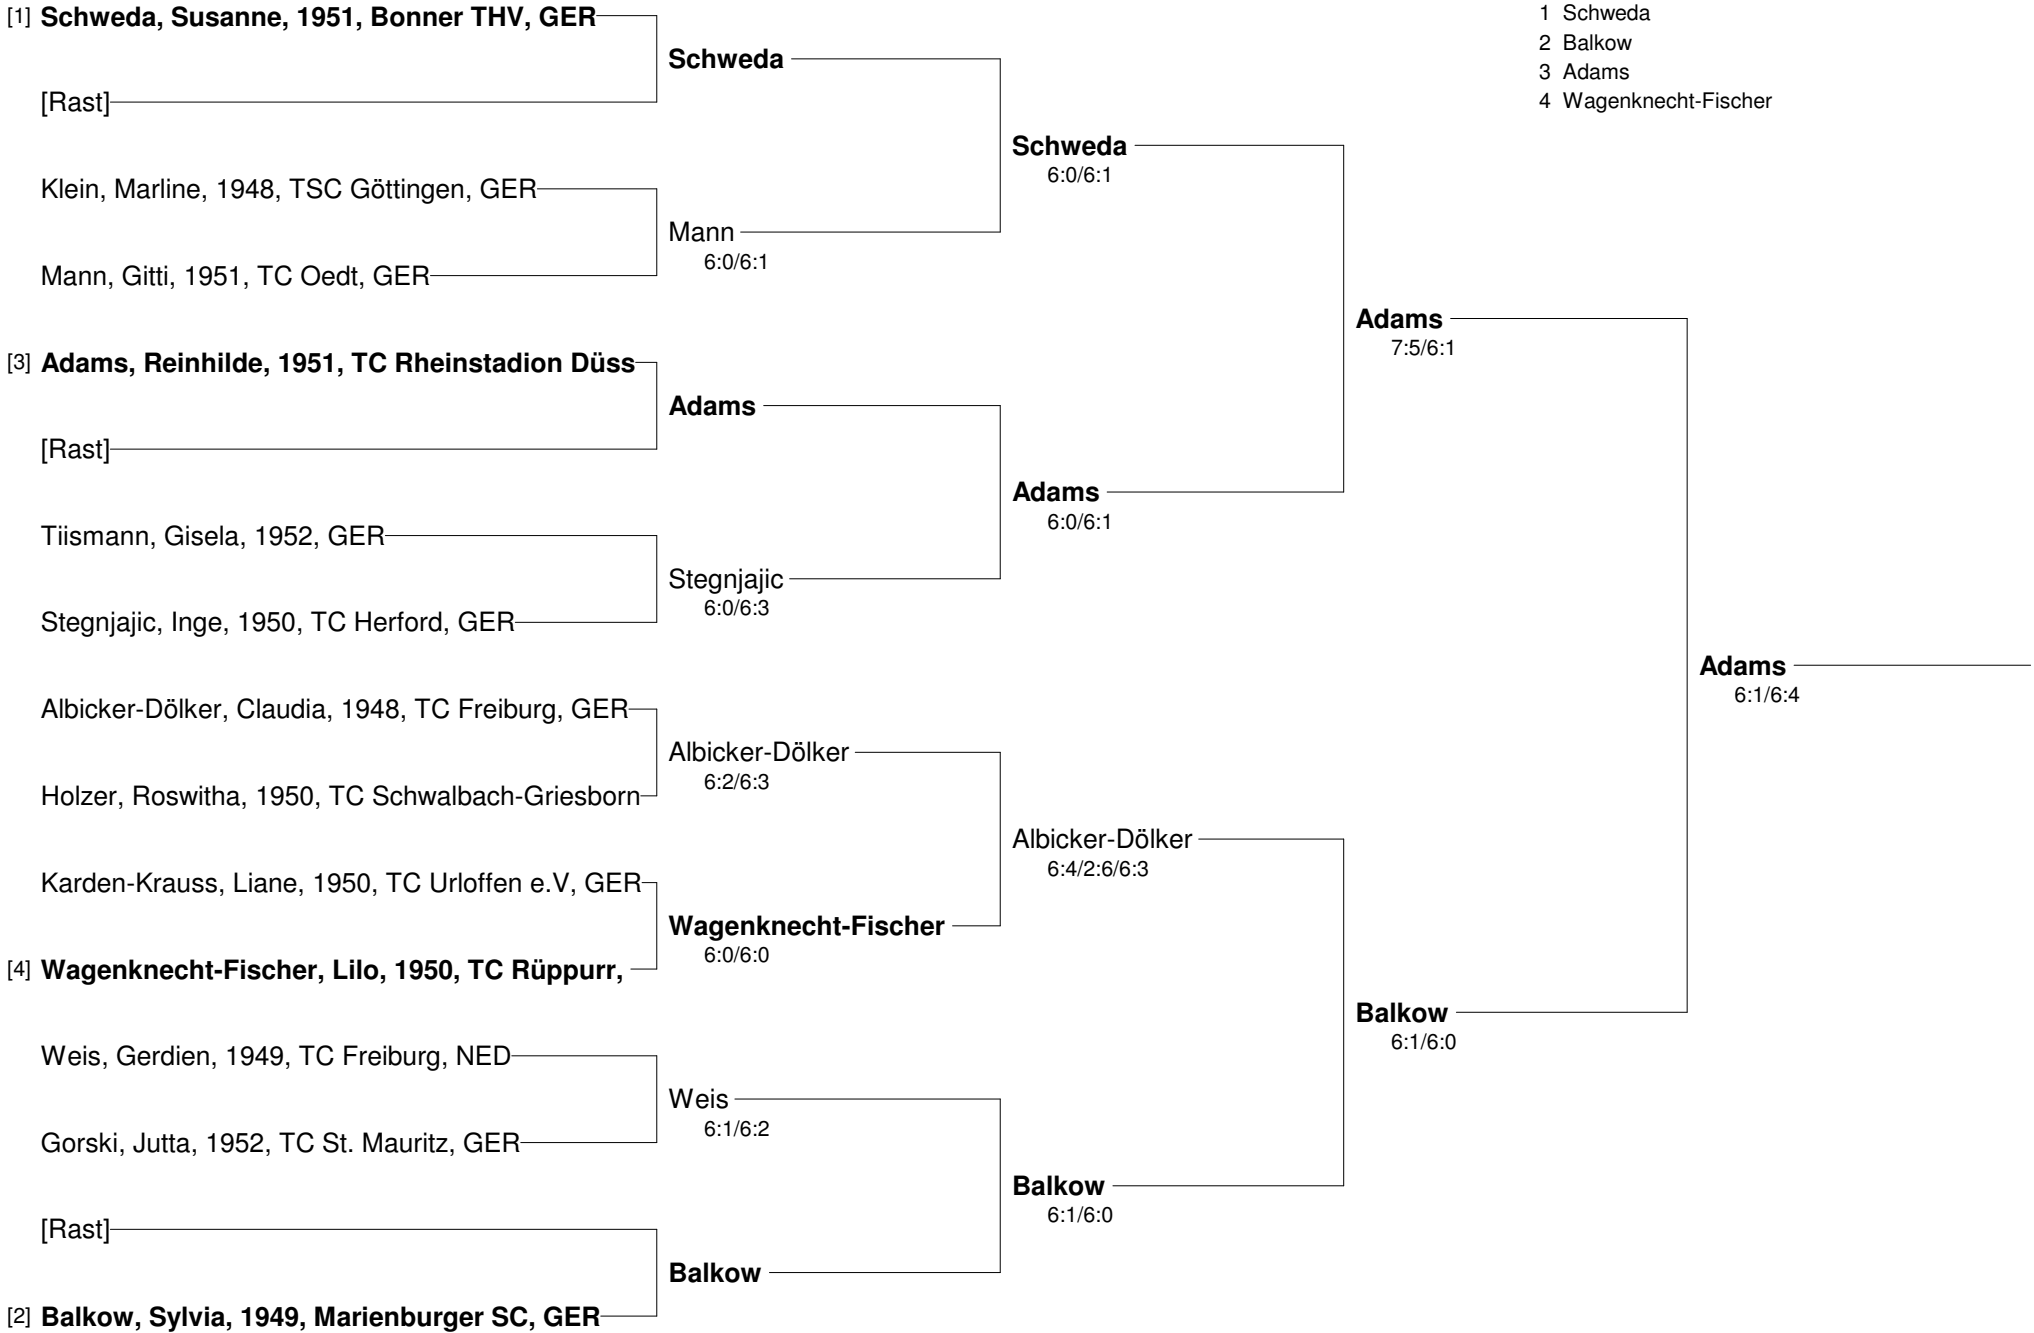 [1] Schweda, Susanne, 1951, Bonner THV, GER
[Rast]
Klein, Marline, 1948, TSC Göttingen, GER
Mann, Gitti, 1951, TC Oedt, GER
[3] Adams, Reinhilde, 1951, TC Rheinstadion Düss
[Rast]
Tiismann, Gisela, 1952, GER
Stegnjajic, Inge, 1950, TC Herford, GER
Albicker-Dölker, Claudia, 1948, TC Freiburg, GER
Holzer, Roswitha, 1950, TC Schwalbach-Griesborn
Karden-Krauss, Liane, 1950, TC Urloffen e.V, GER
[4] Wagenknecht-Fischer, Lilo, 1950, TC Rüppurr,
Weis, Gerdien, 1949, TC Freiburg, NED
Gorski, Jutta, 1952, TC St. Mauritz, GER
[Rast]
[2] Balkow, Sylvia, 1949, Marienburger SC, GER
Schweda
Mann
6:0/6:1
Adams
Stegnjajic
6:0/6:3
Albicker-Dölker
6:2/6:3
Wagenknecht-Fischer
6:0/6:0
Weis
6:1/6:2
Balkow
Schweda
6:0/6:1
Adams
6:0/6:1
Albicker-Dölker
6:4/2:6/6:3
Balkow
6:1/6:0
Adams
7:5/6:1
Balkow
6:1/6:0
Adams
6:1/6:4
1 Schweda
2 Balkow
3 Adams
4 Wagenknecht-Fischer